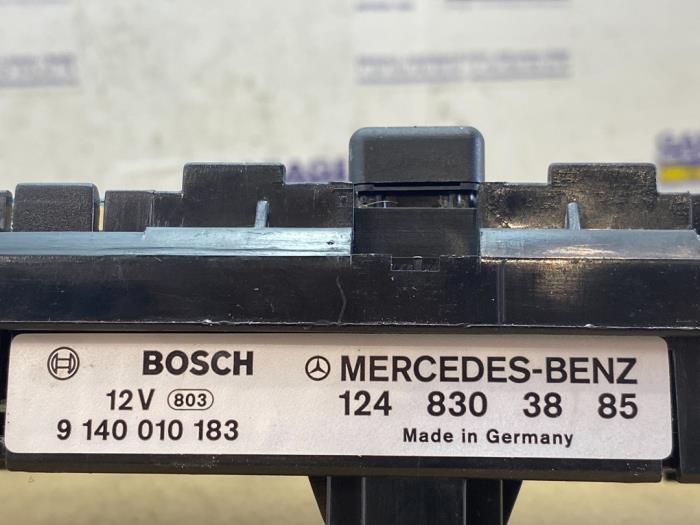 BOSCH
12V 803
9 140 010 183
MERCEDES-BENZ
124 830 38 85
Made in Germany